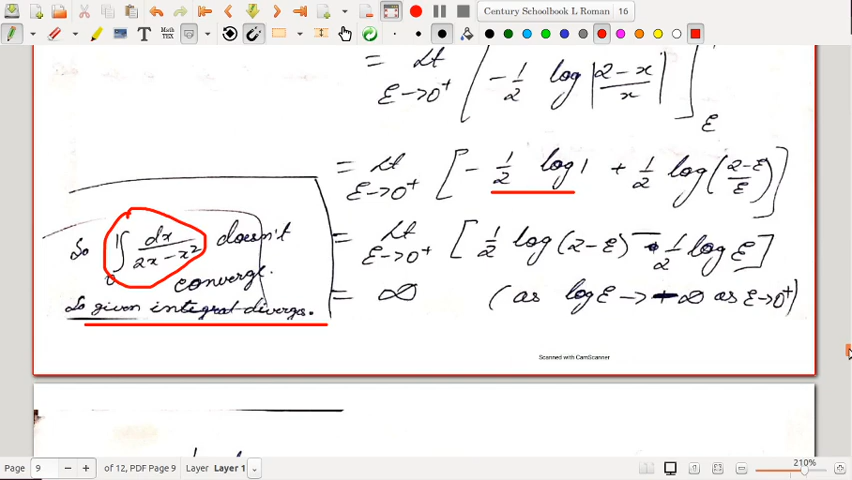 Century Schoolbook L Roman 16
T Math TEX
= Lt ε→0+ [-1/2 log |2-x/x| ]ε
= Lt ε→0+ [-1/2 log 1 + 1/2 log (2-ε/ε)]
= Lt ε→0+ [1/2 log (2-ε) - 1/2 log ε]
= ∞ (as log ε → -∞ as ε→0+)
So ∫₀¹ dx/2x-x² doesn't
converge.
So given integral diverges.
Scanned with CamScanner
Page 9 of 12, PDF Page 9 Layer Layer 1 210%